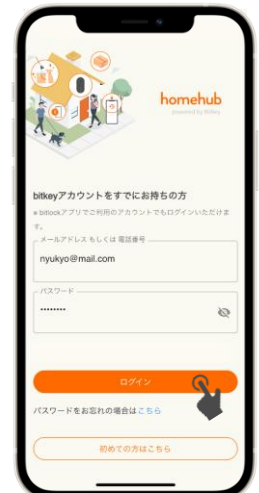 homehub
powered by Bitkey
bitkeyアカウントをすでにお持ちの方
※ bitlockアプリでご利用のアカウントでもログインいただけま
す。
メールアドレス もしくは 電話番号
nyukyo@mail.com
パスワード
••••••••
ログイン
パスワードをお忘れの場合はこちら
初めての方はこちら